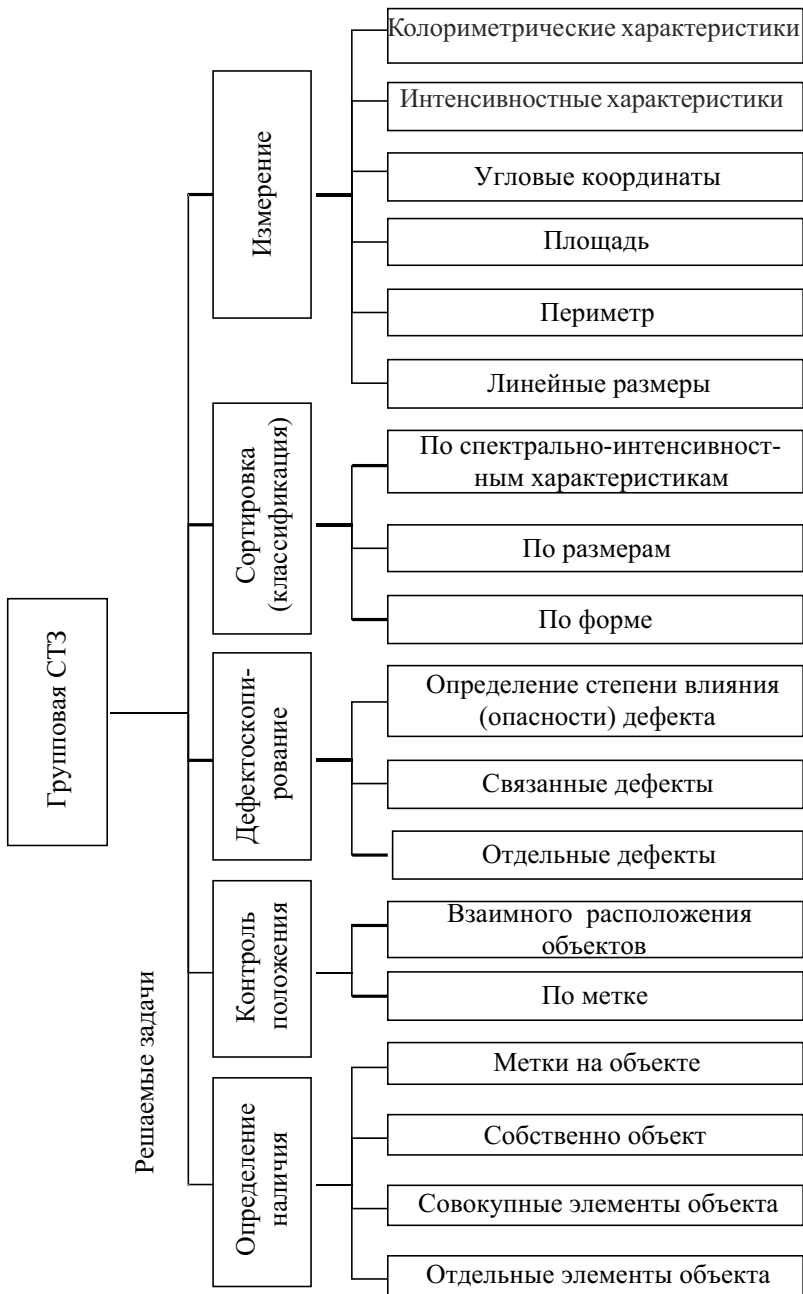 Групповая СТЗ
Решаемые задачи
Измерение
Колориметрические характеристики
Интенсивностные характеристики
Угловые координаты
Площадь
Периметр
Линейные размеры
Сортировка
(классификация)
По спектрально-интенсивност-
ным характеристикам
По размерам
По форме
Дефектоскопи-
рование
Определение степени влияния
(опасности) дефекта
Связанные дефекты
Отдельные дефекты
Контроль
положения
Взаимного расположения
объектов
По метке
Определение
наличия
Метки на объекте
Собственно объект
Совокупные элементы объекта
Отдельные элементы объекта